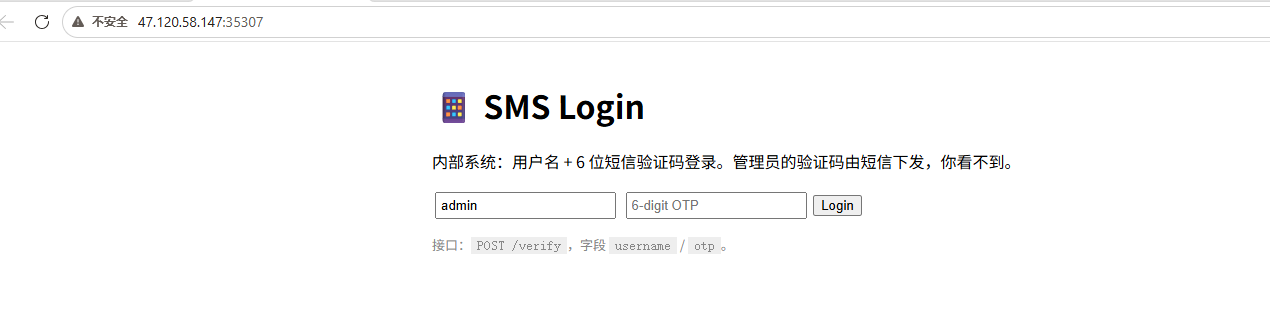 不安全 47.120.58.147:35307
SMS Login
内部系统：用户名 + 6 位短信验证码登录。管理员的验证码由短信下发，你看不到。
admin 6-digit OTP Login
接口： POST /verify ，字段 username / otp 。